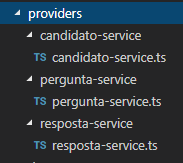 providers
candidato-service
TS candidato-service.ts
pergunta-service
TS pergunta-service.ts
resposta-service
TS resposta-service.ts